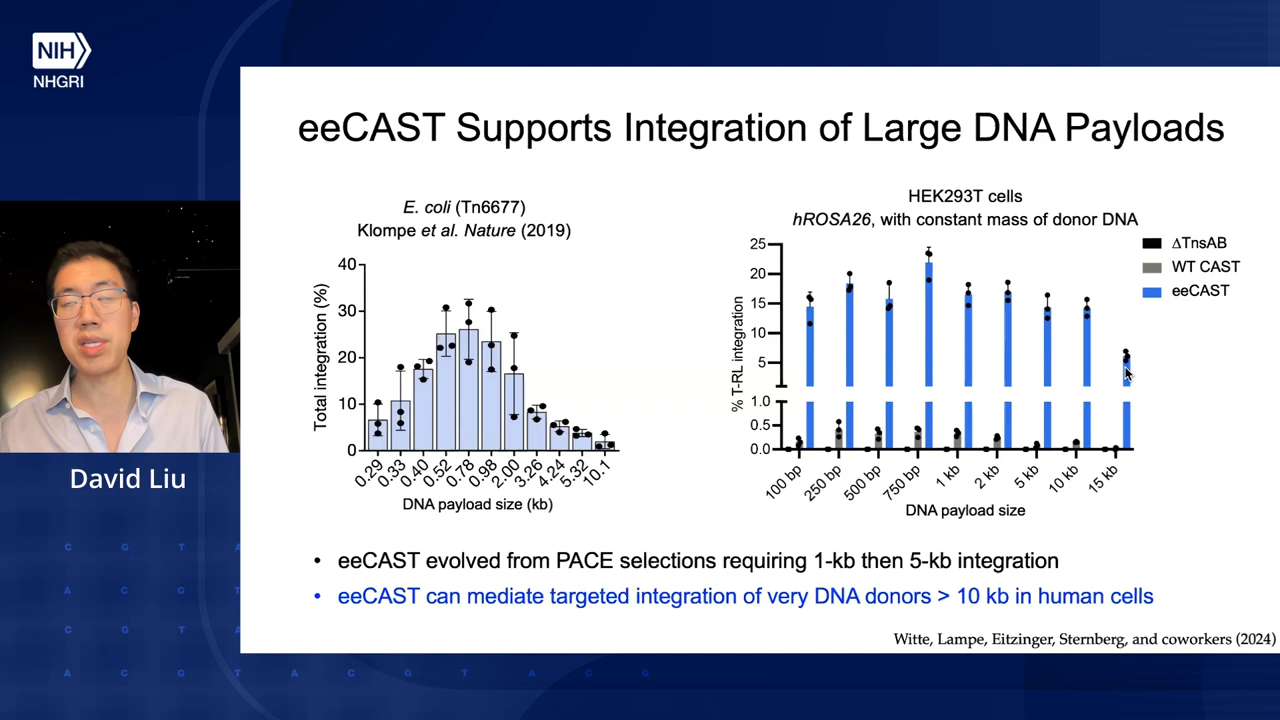 NIH
NHGRI
eeCAST Supports Integration of Large DNA Payloads
E. coli (Tn6677)
Klompe et al. Nature (2019)
Total integration (%)
40
30
20
10
0
0.29
0.33
0.40
0.52
0.78
0.98
2.00
3.26
4.24
5.32
10.1
DNA payload size (kb)
HEK293T cells
hROSA26, with constant mass of donor DNA
% T-RL integration
25
20
15
10
5
1.0
0.5
0.0
100 bp
250 bp
500 bp
750 bp
1 kb
2 kb
5 kb
10 kb
15 kb
DNA payload size
ΔTnsAB
WT CAST
eeCAST
• eeCAST evolved from PACE selections requiring 1-kb then 5-kb integration
• eeCAST can mediate targeted integration of very DNA donors > 10 kb in human cells
Witte, Lampe, Eitzinger, Sternberg, and coworkers (2024)
David Liu
C G T A
A C G T
C G T A
A C G T A C G T A C G